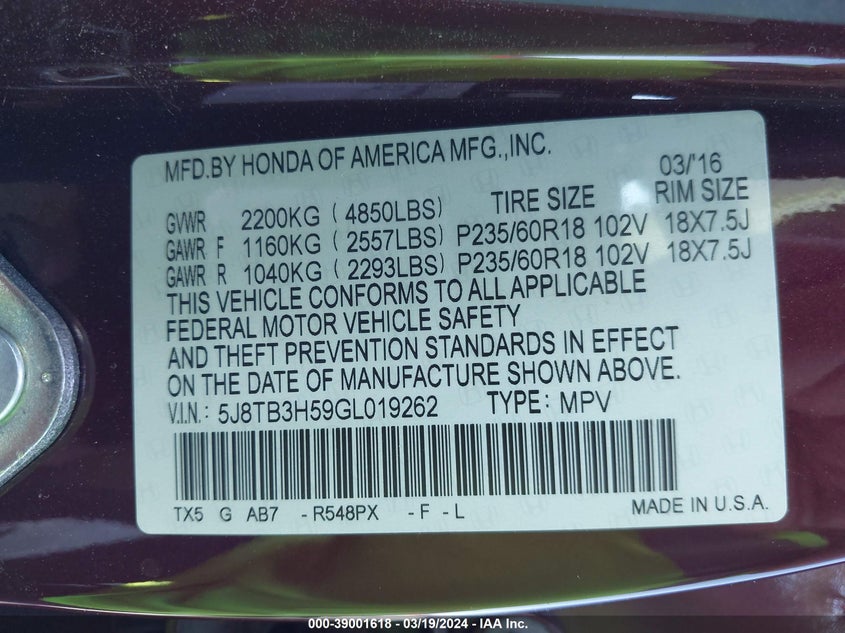 MFD.BY HONDA OF AMERICA MFG.,INC.
03/'16
TIRE SIZE RIM SIZE
GVWR 2200KG ( 4850LBS)
GAWR F 1160KG ( 2557LBS) P235/60R18 102V 18X7.5J
GAWR R 1040KG ( 2293LBS) P235/60R18 102V 18X7.5J
THIS VEHICLE CONFORMS TO ALL APPLICABLE
FEDERAL MOTOR VEHICLE SAFETY
AND THEFT PREVENTION STANDARDS IN EFFECT
ON THE DATE OF MANUFACTURE SHOWN ABOVE.
V.I.N.: 5J8TB3H59GL019262 TYPE: MPV
TX5 G AB7 -R548PX -F -L MADE IN U.S.A.
000-39001618 - 03/19/2024 - IAA Inc.